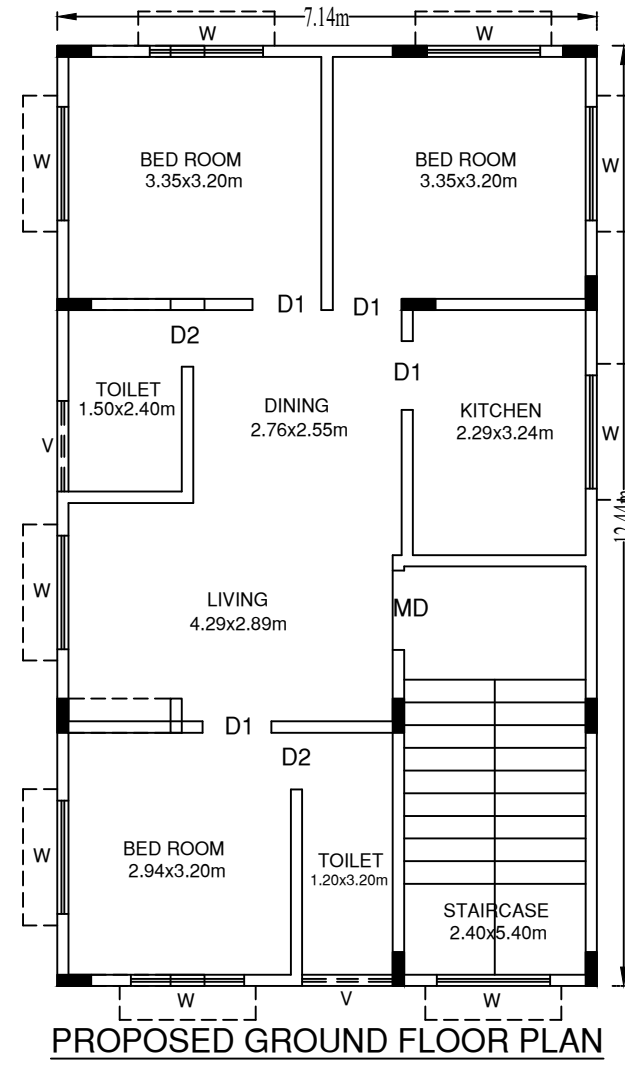 7.14m
W
W
W
BED ROOM
3.35x3.20m
BED ROOM
3.35x3.20m
W
D1
D1
D2
D1
TOILET
1.50x2.40m
DINING
2.76x2.55m
KITCHEN
2.29x3.24m
V
W
12.44m
W
LIVING
4.29x2.89m
MD
D1
D2
W
BED ROOM
2.94x3.20m
TOILET
1.20x3.20m
STAIRCASE
2.40x5.40m
W
V
W
PROPOSED GROUND FLOOR PLAN